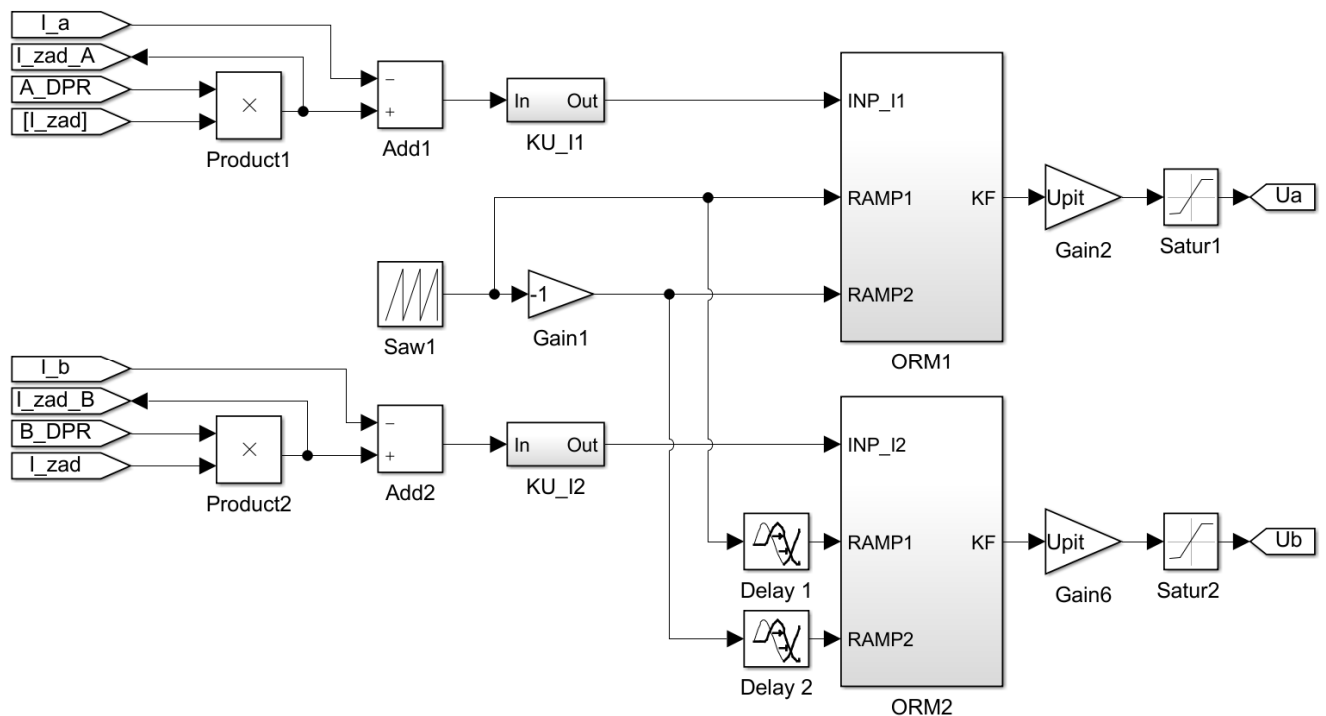 I_a
I_zad_A
A_DPR
[I_zad]
×
Product1
−
+
Add1
In Out
KU_I1
INP_I1
RAMP1
RAMP2
KF
ORM1
Upit
Gain2
Satur1
Ua
Saw1
-1
Gain1
I_b
I_zad_B
B_DPR
I_zad
×
Product2
−
+
Add2
In Out
KU_I2
INP_I2
RAMP1
RAMP2
KF
ORM2
Delay 1
Delay 2
Upit
Gain6
Satur2
Ub